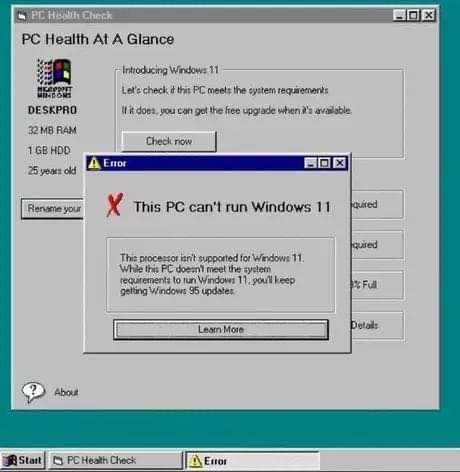 PC Health Check
PC Health At A Glance
MICROSOFT
WINDOWS
DESKPRO
32 MB RAM
1 GB HDD
25 years old
Rename your
Introducing Windows 11
Let's check if this PC meets the system requirements
If it does, you can get the free upgrade when it's available.
Check now
Error
This PC can't run Windows 11
This processor isn't supported for Windows 11.
While this PC doesn't meet the system
requirements to run Windows 11, you'll keep
getting Windows 95 updates.
Learn More
equired
equired
% Full
Details
About
Start
PC Health Check
Error